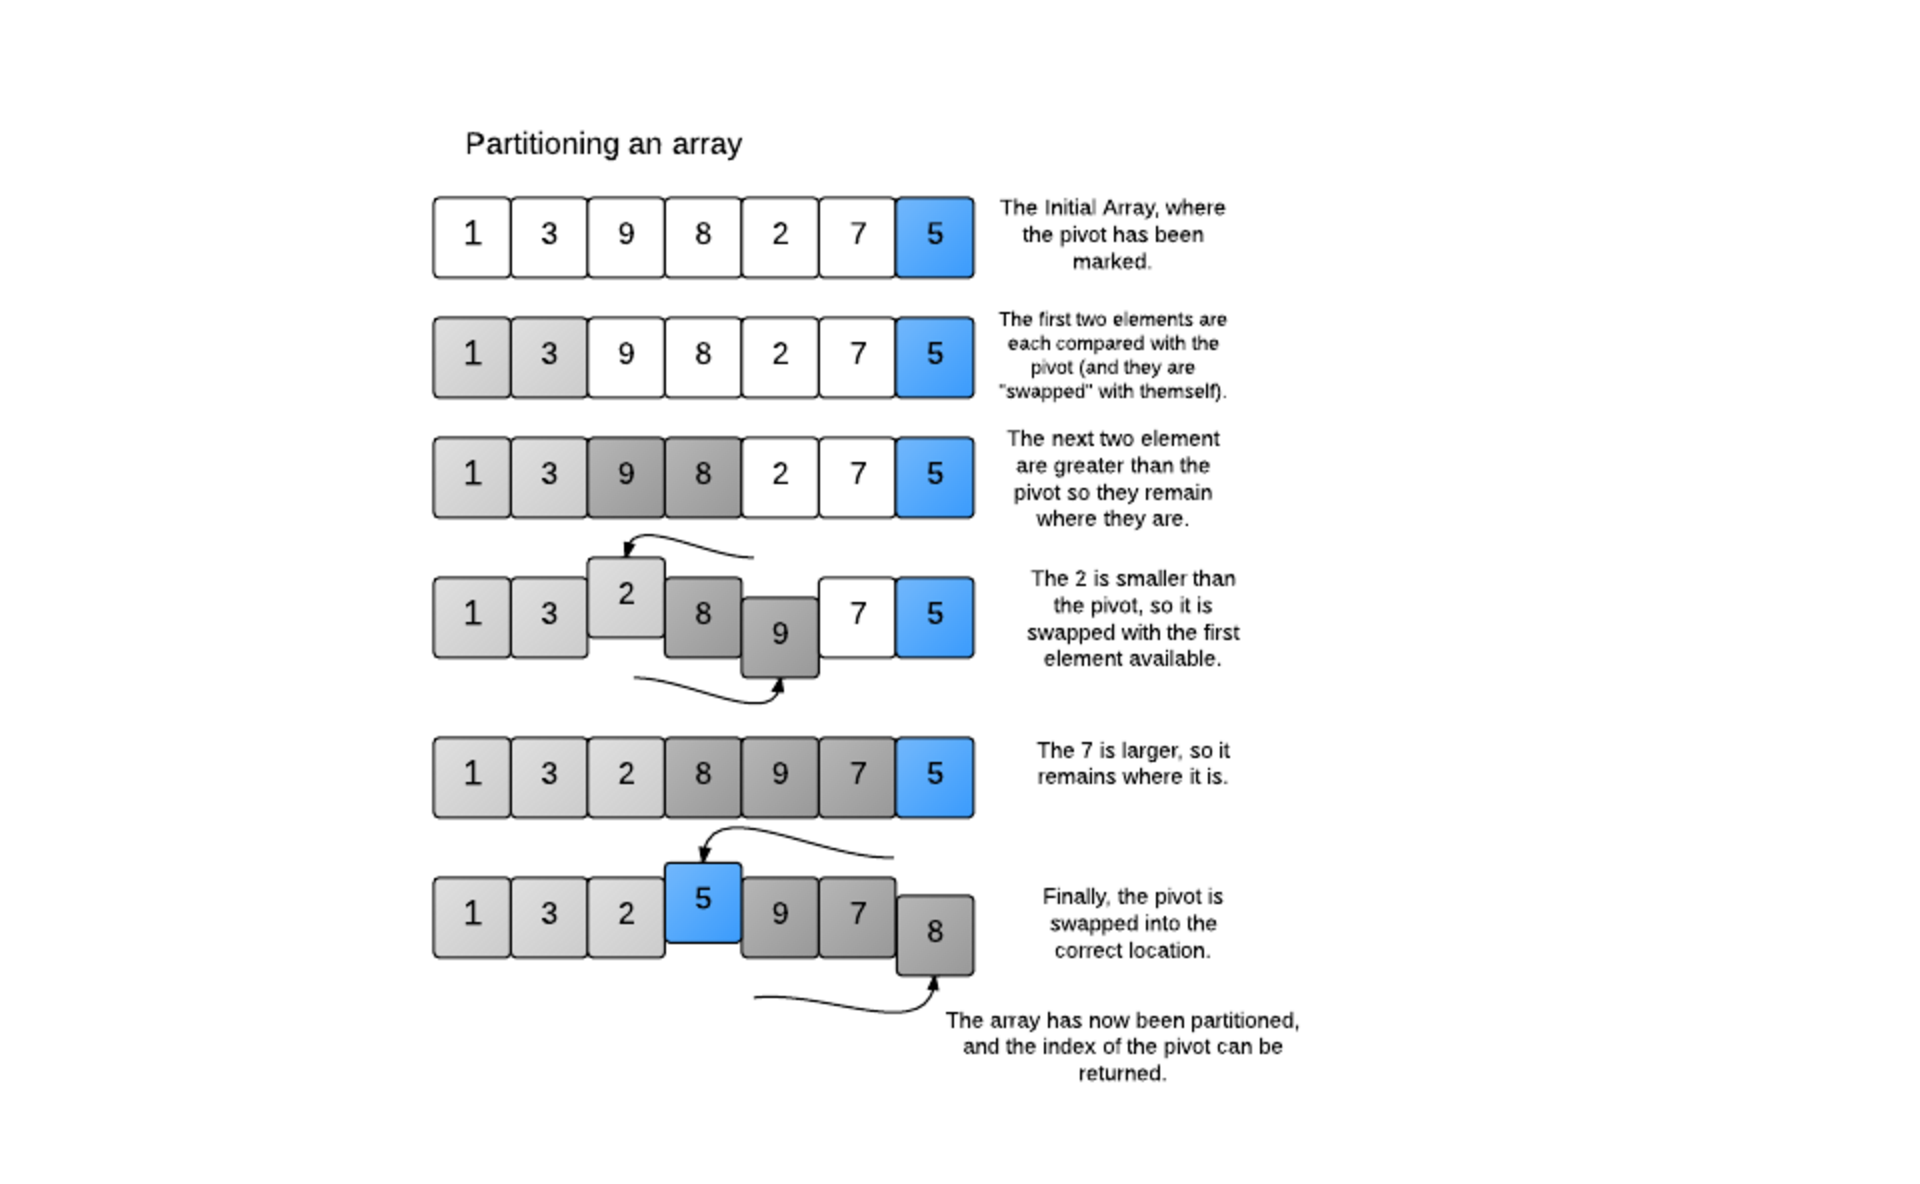 Partitioning an array
1 3 9 8 2 7 5
The Initial Array, where
the pivot has been
marked.
1 3 9 8 2 7 5
The first two elements are
each compared with the
pivot (and they are
"swapped" with themself).
1 3 9 8 2 7 5
The next two element
are greater than the
pivot so they remain
where they are.
1 3 2 8 9 7 5
The 2 is smaller than
the pivot, so it is
swapped with the first
element available.
1 3 2 8 9 7 5
The 7 is larger, so it
remains where it is.
1 3 2 5 9 7 8
Finally, the pivot is
swapped into the
correct location.
The array has now been partitioned,
and the index of the pivot can be
returned.